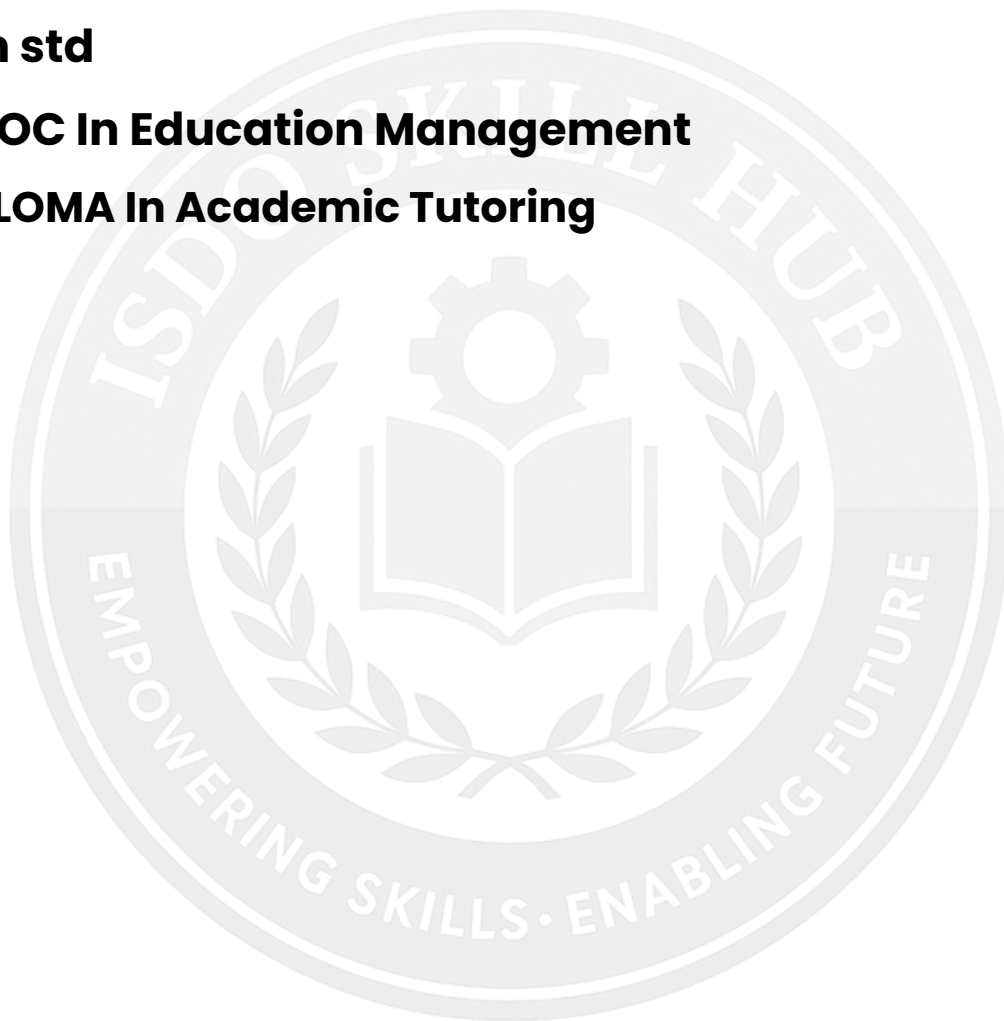 n std
OC In Education Management
LOMA In Academic Tutoring
ISDO SKILL HUB
EMPOWERING SKILLS • ENABLING FUTURE